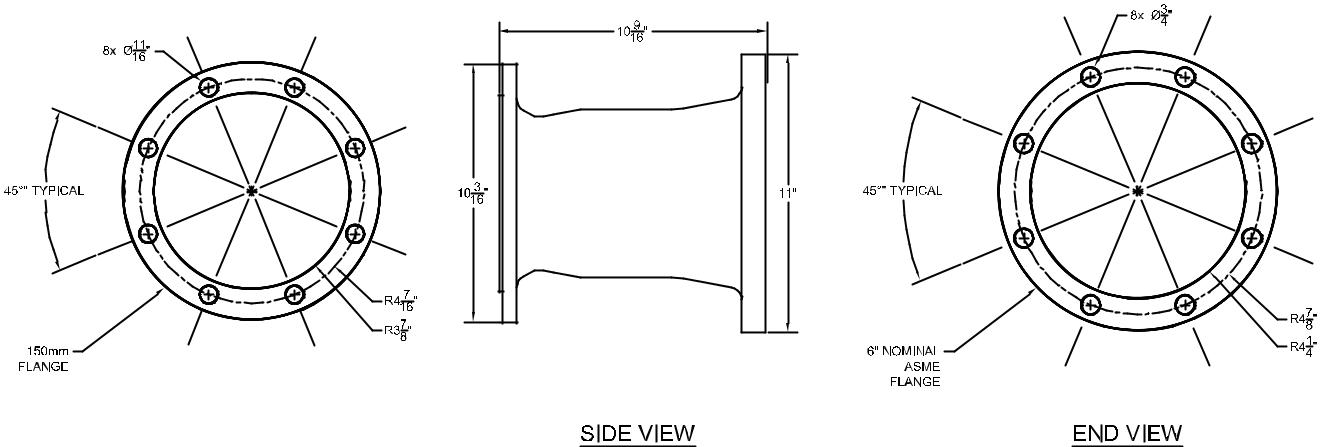 8x Ø11/16"
45°" TYPICAL
R4 7/16"
R3 7/8"
150mm
FLANGE
10 9/16"
10 3/16"
11"
SIDE VIEW
8x Ø3/4"
45°" TYPICAL
R4 7/8"
R4 1/4"
6" NOMINAL
ASME
FLANGE
END VIEW